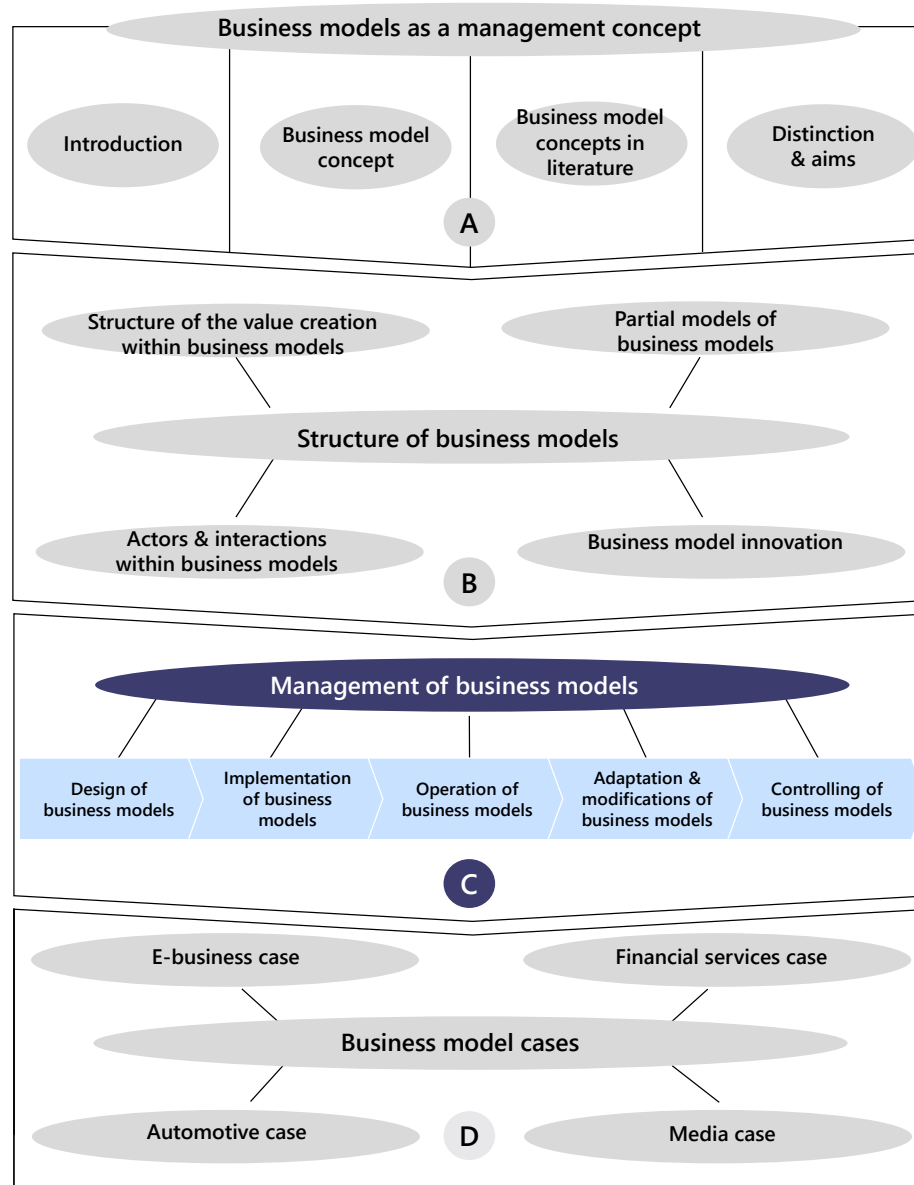 Business models as a management concept
Introduction
Business model
concept
Business model
concepts in
literature
Distinction
& aims
A
Structure of the value creation
within business models
Partial models of
business models
Structure of business models
Actors & interactions
within business models
Business model innovation
B
Management of business models
Design of
business models
Implementation
of business
models
Operation of
business models
Adaptation &
modifications of
business models
Controlling of
business models
C
E-business case
Financial services case
Business model cases
Automotive case
Media case
D